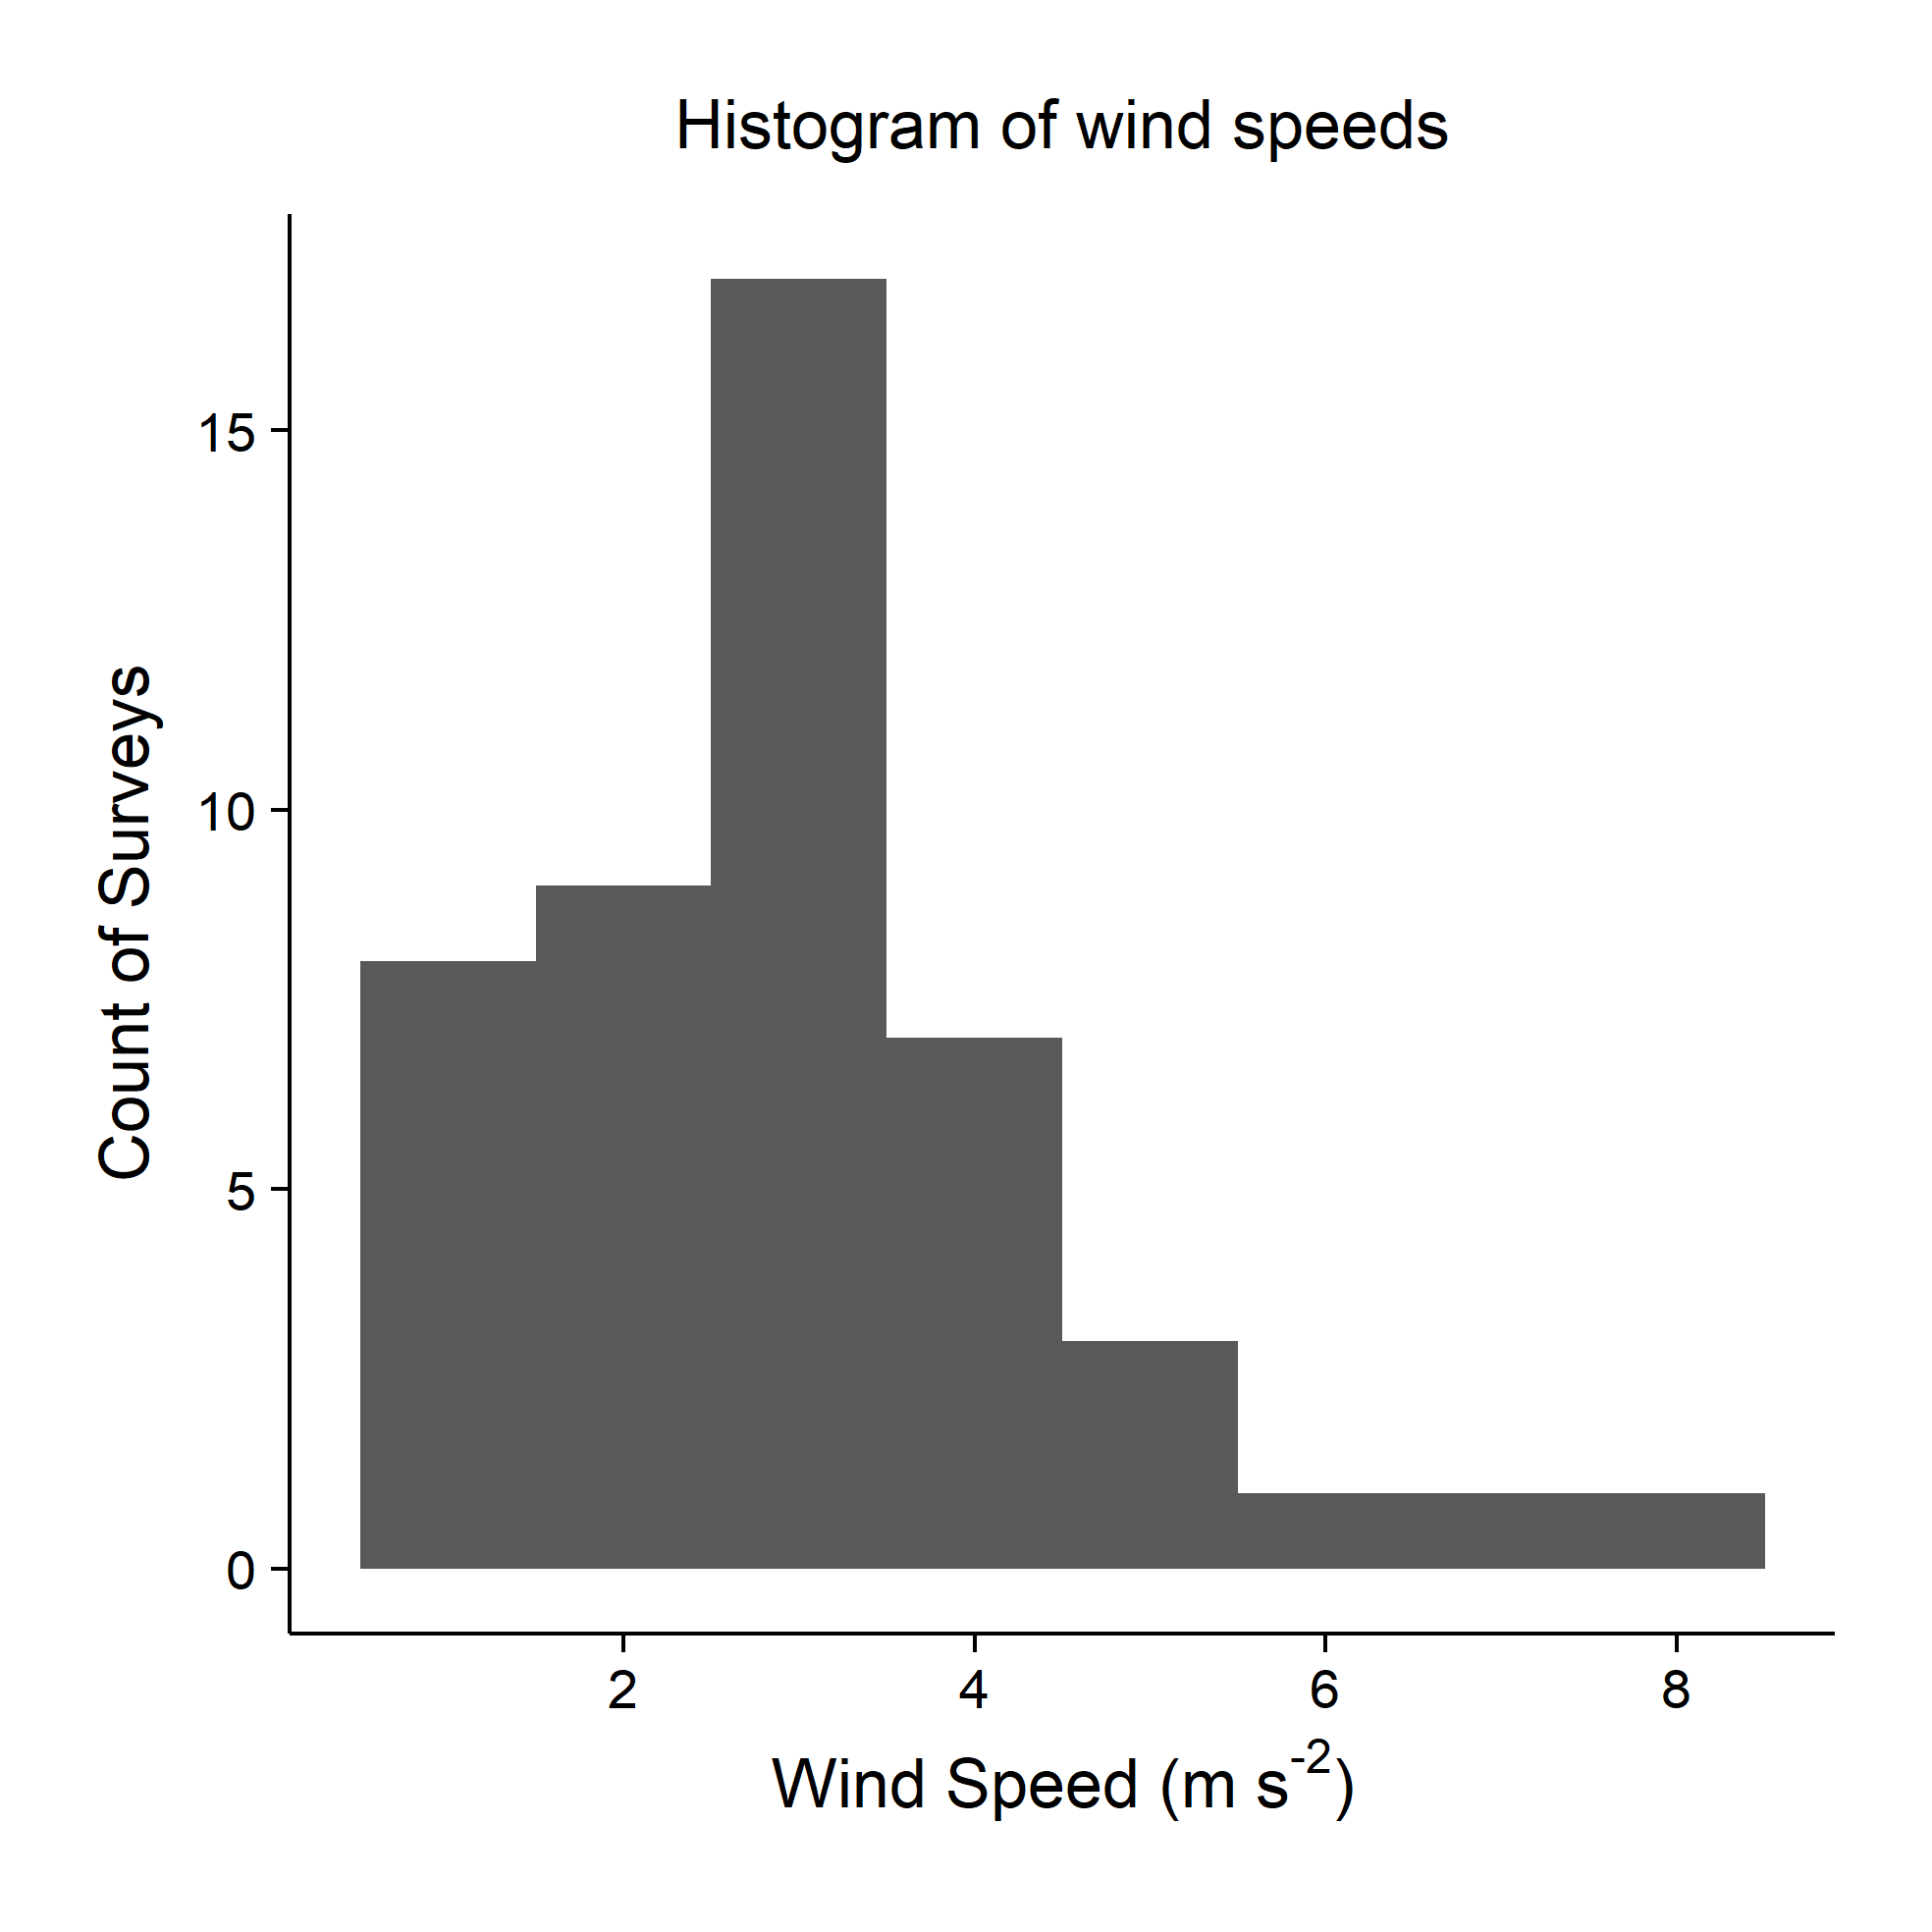 Histogram of wind speeds
15
10
5
0
Count of Surveys
2 4 6 8
Wind Speed (m s⁻²)